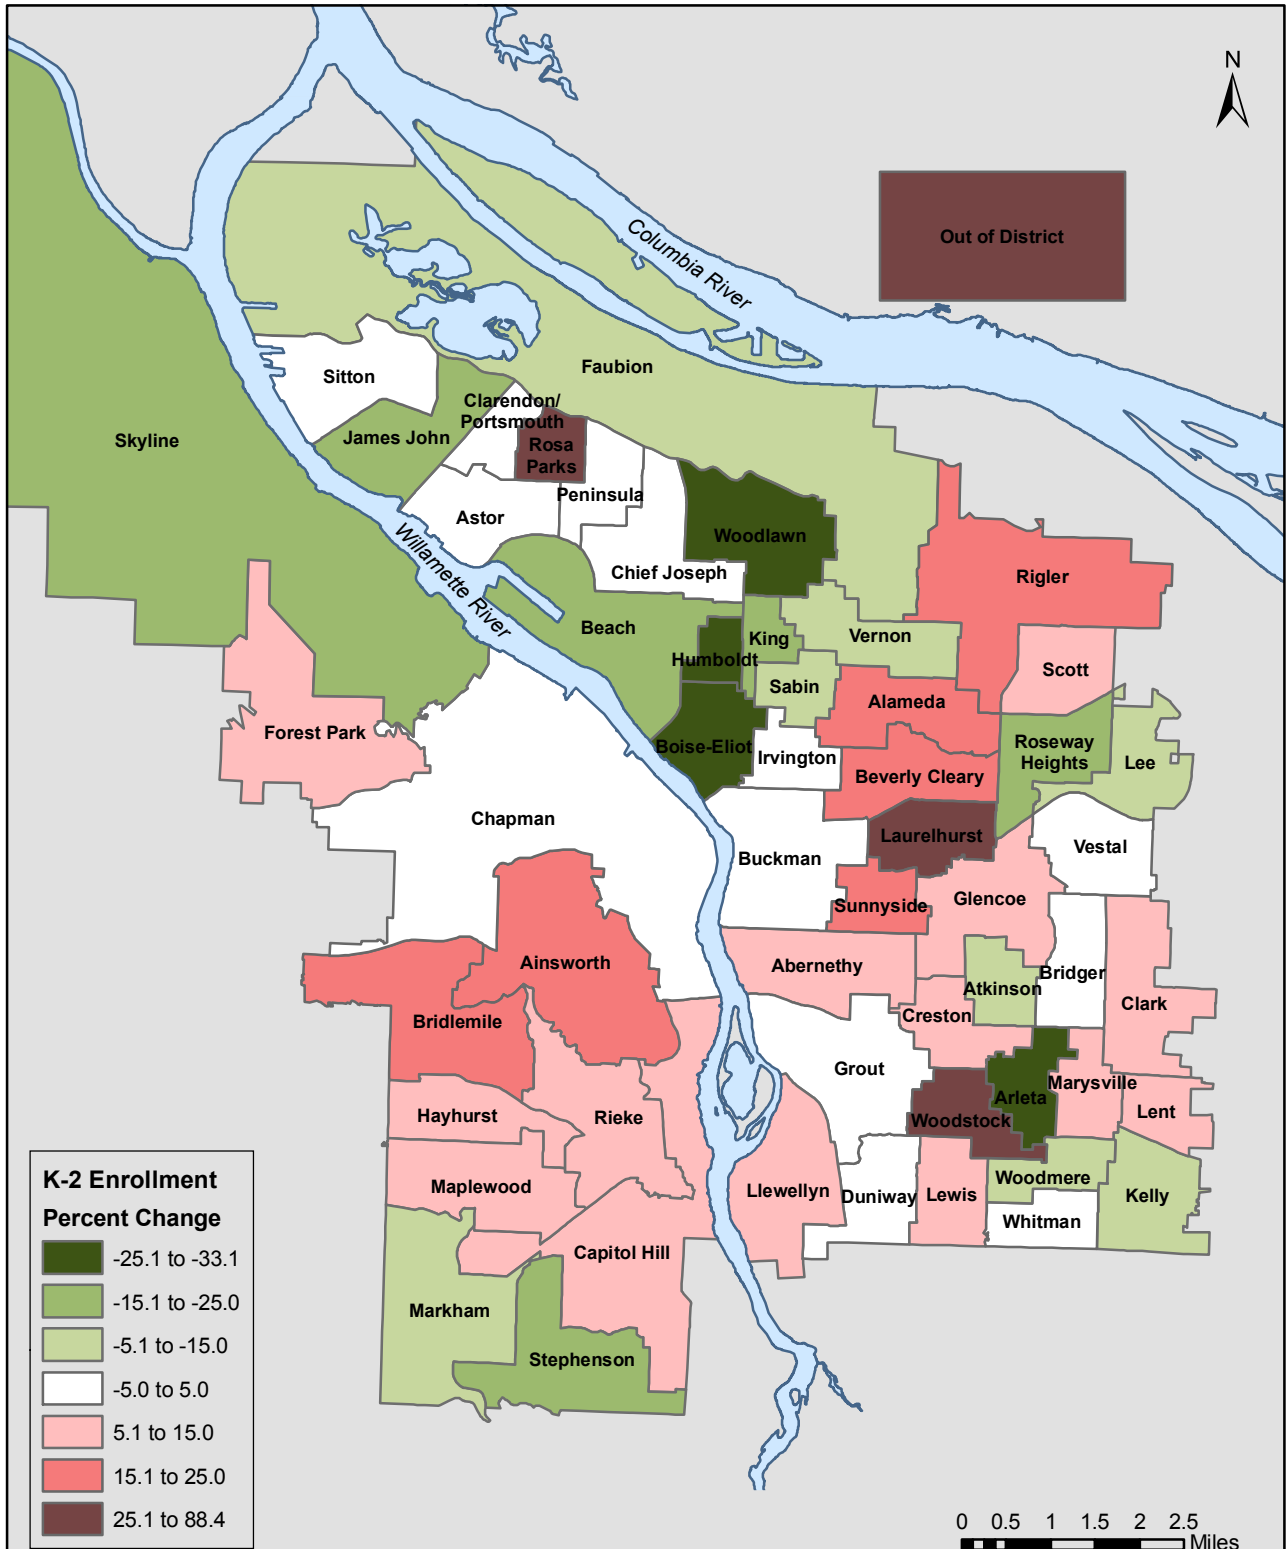 N
Columbia River
Out of District
Faubion
Sitton
Clarendon/
Portsmouth
Skyline
James John
Rosa
Parks
Peninsula
Astor
Woodlawn
Willamette River
Chief Joseph
Rigler
Beach
King
Vernon
Humboldt
Scott
Sabin
Alameda
Forest Park
Boise-Eliot
Irvington
Roseway
Heights
Lee
Beverly Cleary
Chapman
Laurelhurst
Buckman
Vestal
Sunnyside
Glencoe
Ainsworth
Abernethy
Bridger
Atkinson
Clark
Bridlemile
Creston
Grout
Marysville
Hayhurst
Rieke
Arleta
Woodstock
Lent
Maplewood
Llewellyn
Duniway
Lewis
Woodmere
Kelly
Whitman
Capitol Hill
Markham
Stephenson
K-2 Enrollment
Percent Change
-25.1 to -33.1
-15.1 to -25.0
-5.1 to -15.0
-5.0 to 5.0
5.1 to 15.0
15.1 to 25.0
25.1 to 88.4
0 0.5 1 1.5 2 2.5
Miles